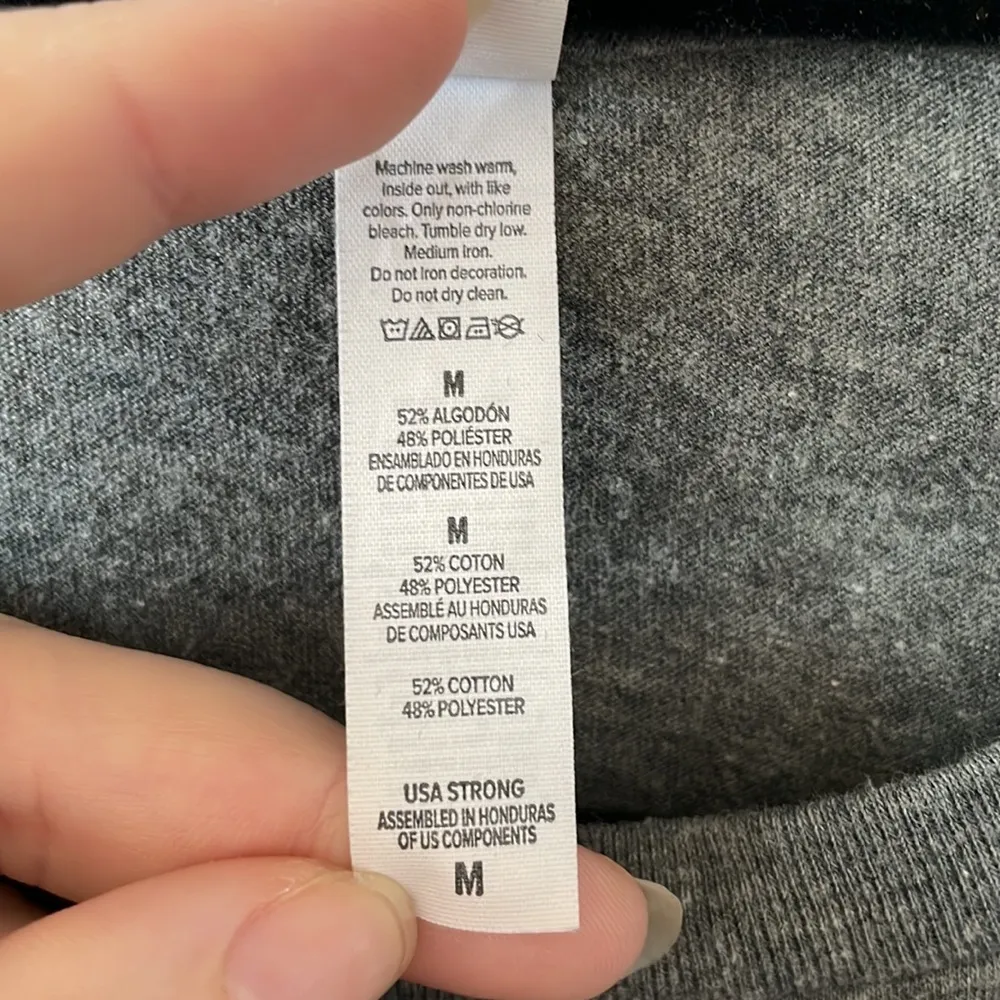 Machine wash warm,
inside out, with like
colors. Only non-chlorine
bleach. Tumble dry low.
Medium iron.
Do not iron decoration.
Do not dry clean.
M
52% ALGODÓN
48% POLIÉSTER
ENSAMBLADO EN HONDURAS
DE COMPONENTES DE USA
M
52% COTON
48% POLYESTER
ASSEMBLÉ AU HONDURAS
DE COMPOSANTS USA
52% COTTON
48% POLYESTER
USA STRONG
ASSEMBLED IN HONDURAS
OF US COMPONENTS
M